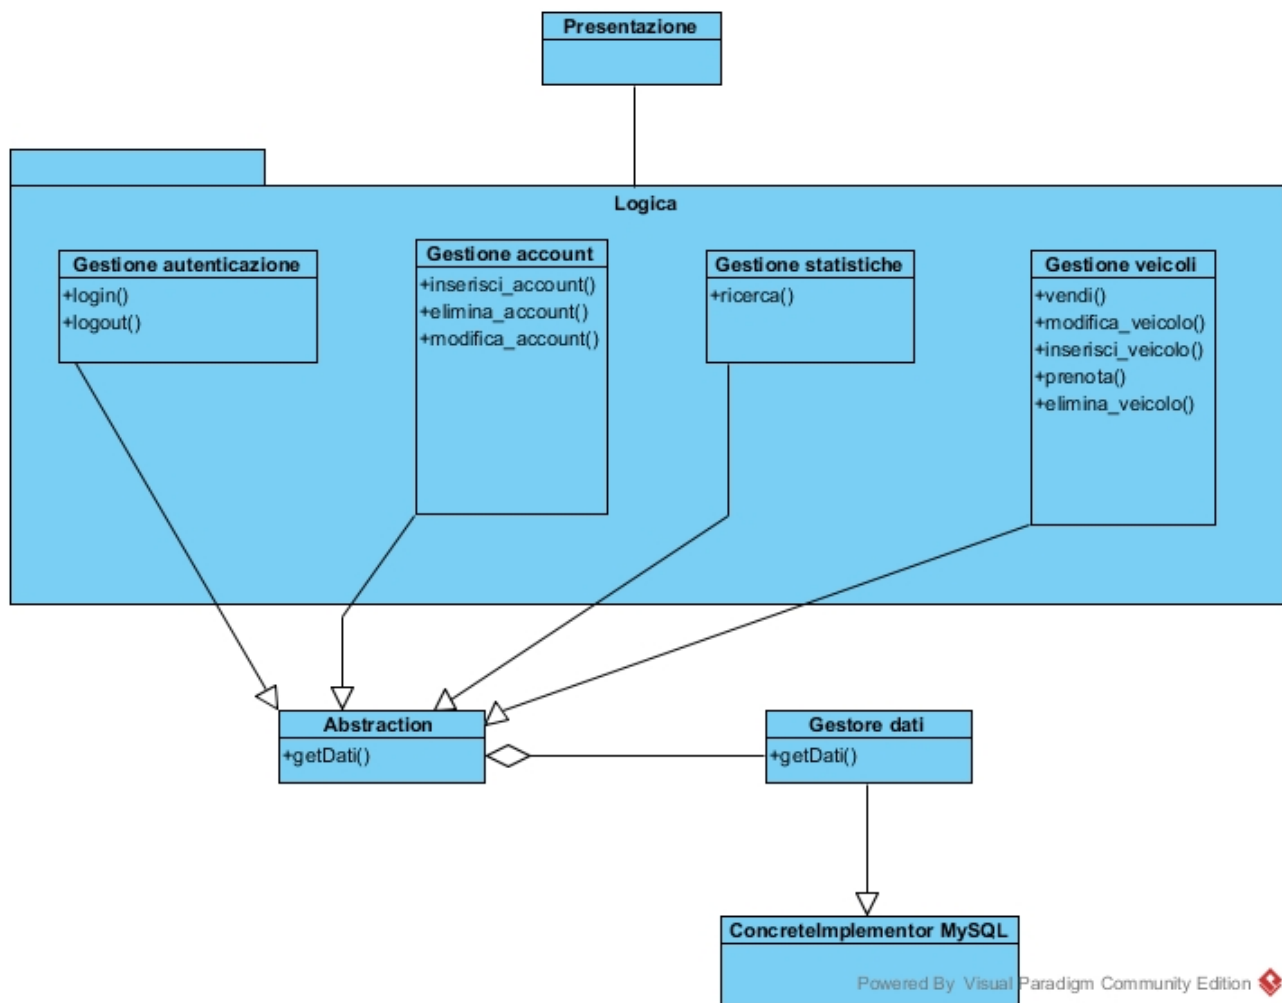 Presentazione
Logica
Gestione autenticazione
+login()
+logout()
Gestione account
+inserisci_account()
+elimina_account()
+modifica_account()
Gestione statistiche
+ricerca()
Gestione veicoli
+vendi()
+modifica_veicolo()
+inserisci_veicolo()
+prenota()
+elimina_veicolo()
Abstraction
+getDati()
Gestore dati
+getDati()
ConcreteImplementor MySQL
Powered By Visual Paradigm Community Edition